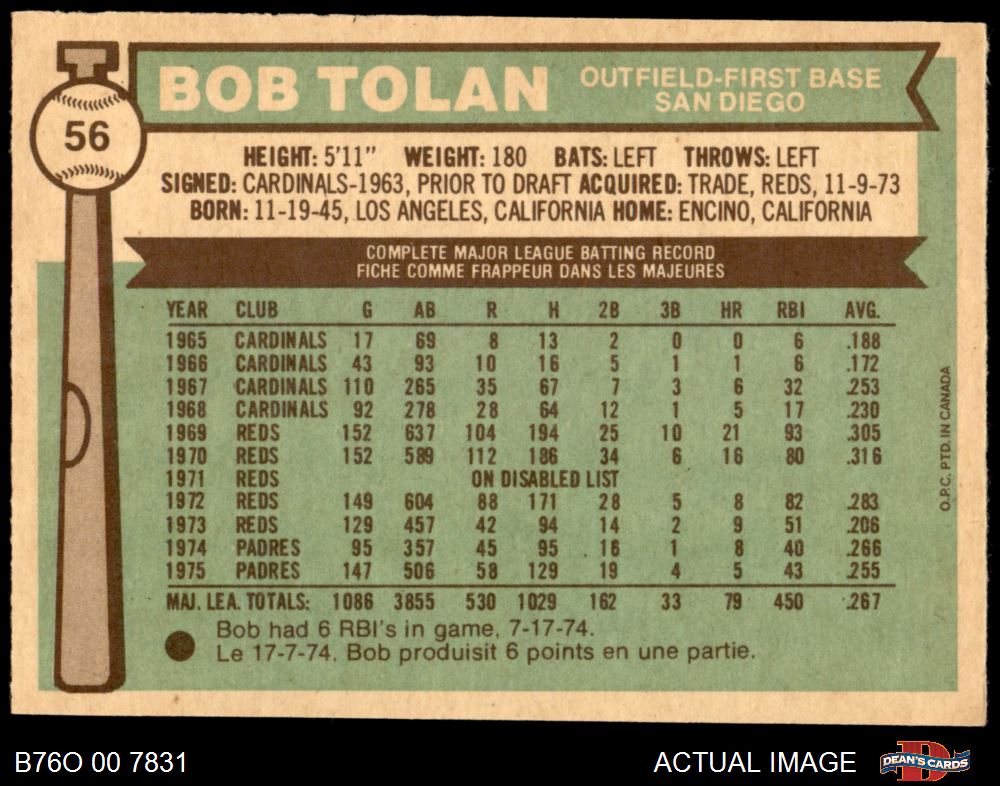 BOB TOLAN
OUTFIELD-FIRST BASE
SAN DIEGO
56
HEIGHT: 5'11" WEIGHT: 180 BATS: LEFT THROWS: LEFT
SIGNED: CARDINALS-1963, PRIOR TO DRAFT ACQUIRED: TRADE, REDS, 11-9-73
BORN: 11-19-45, LOS ANGELES, CALIFORNIA HOME: ENCINO, CALIFORNIA
COMPLETE MAJOR LEAGUE BATTING RECORD
FICHE COMME FRAPPEUR DANS LES MAJEURES
YEAR CLUB G AB R H 2B 3B HR RBI AVG.
1965 CARDINALS 17 69 8 13 2 0 0 6 .188
1966 CARDINALS 43 93 10 16 5 1 1 6 .172
1967 CARDINALS 110 265 35 67 7 3 6 32 .253
1968 CARDINALS 92 278 28 64 12 1 5 17 .230
1969 REDS 152 637 104 194 25 10 21 93 .305
1970 REDS 152 589 112 186 34 6 16 80 .316
1971 REDS ON DISABLED LIST
1972 REDS 149 604 88 171 28 5 8 82 .283
1973 REDS 129 457 42 94 14 2 9 51 .206
1974 PADRES 95 357 45 95 16 1 8 40 .266
1975 PADRES 147 506 58 129 19 4 5 43 .255
MAJ. LEA. TOTALS: 1086 3855 530 1029 162 33 79 450 .267
Bob had 6 RBI's in game, 7-17-74.
Le 17-7-74, Bob produisit 6 points en une partie.
O.P.C. PTD. IN CANADA
B76O 00 7831
ACTUAL IMAGE
DEAN'S CARDS